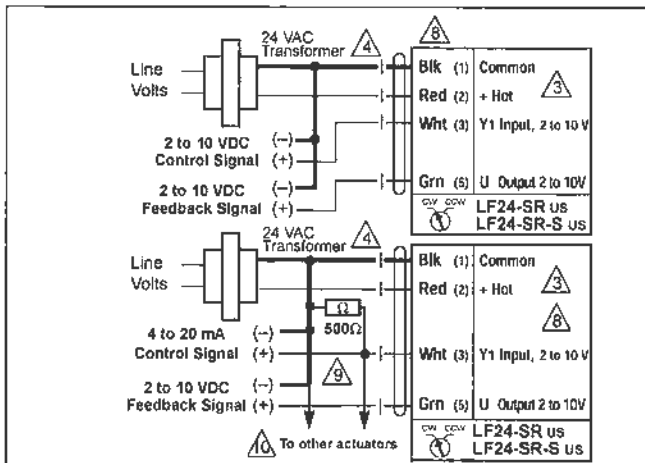 24 VAC
Transformer 4
8
Line
Volts
Blk (1) Common
Red (2) + Hot
3
Wht (3) Y1 Input, 2 to 10 V
2 to 10 VDC (–)
Control Signal (+)
2 to 10 VDC (–)
Feedback Signal (+)
Grn (5) U Output 2 to 10V
CW CCW
LF24-SR US
LF24-SR-S US
24 VAC
Transformer 4
Line
Volts
Blk (1) Common
Red (2) + Hot
3
8
Ω
500Ω
4 to 20 mA (–)
Control Signal (+)
Wht (3) Y1 Input, 2 to 10 V
9
2 to 10 VDC (–)
Feedback Signal (+)
Grn (5) U Output 2 to 10V
10 To other actuators
CW CCW
LF24-SR US
LF24-SR-S US